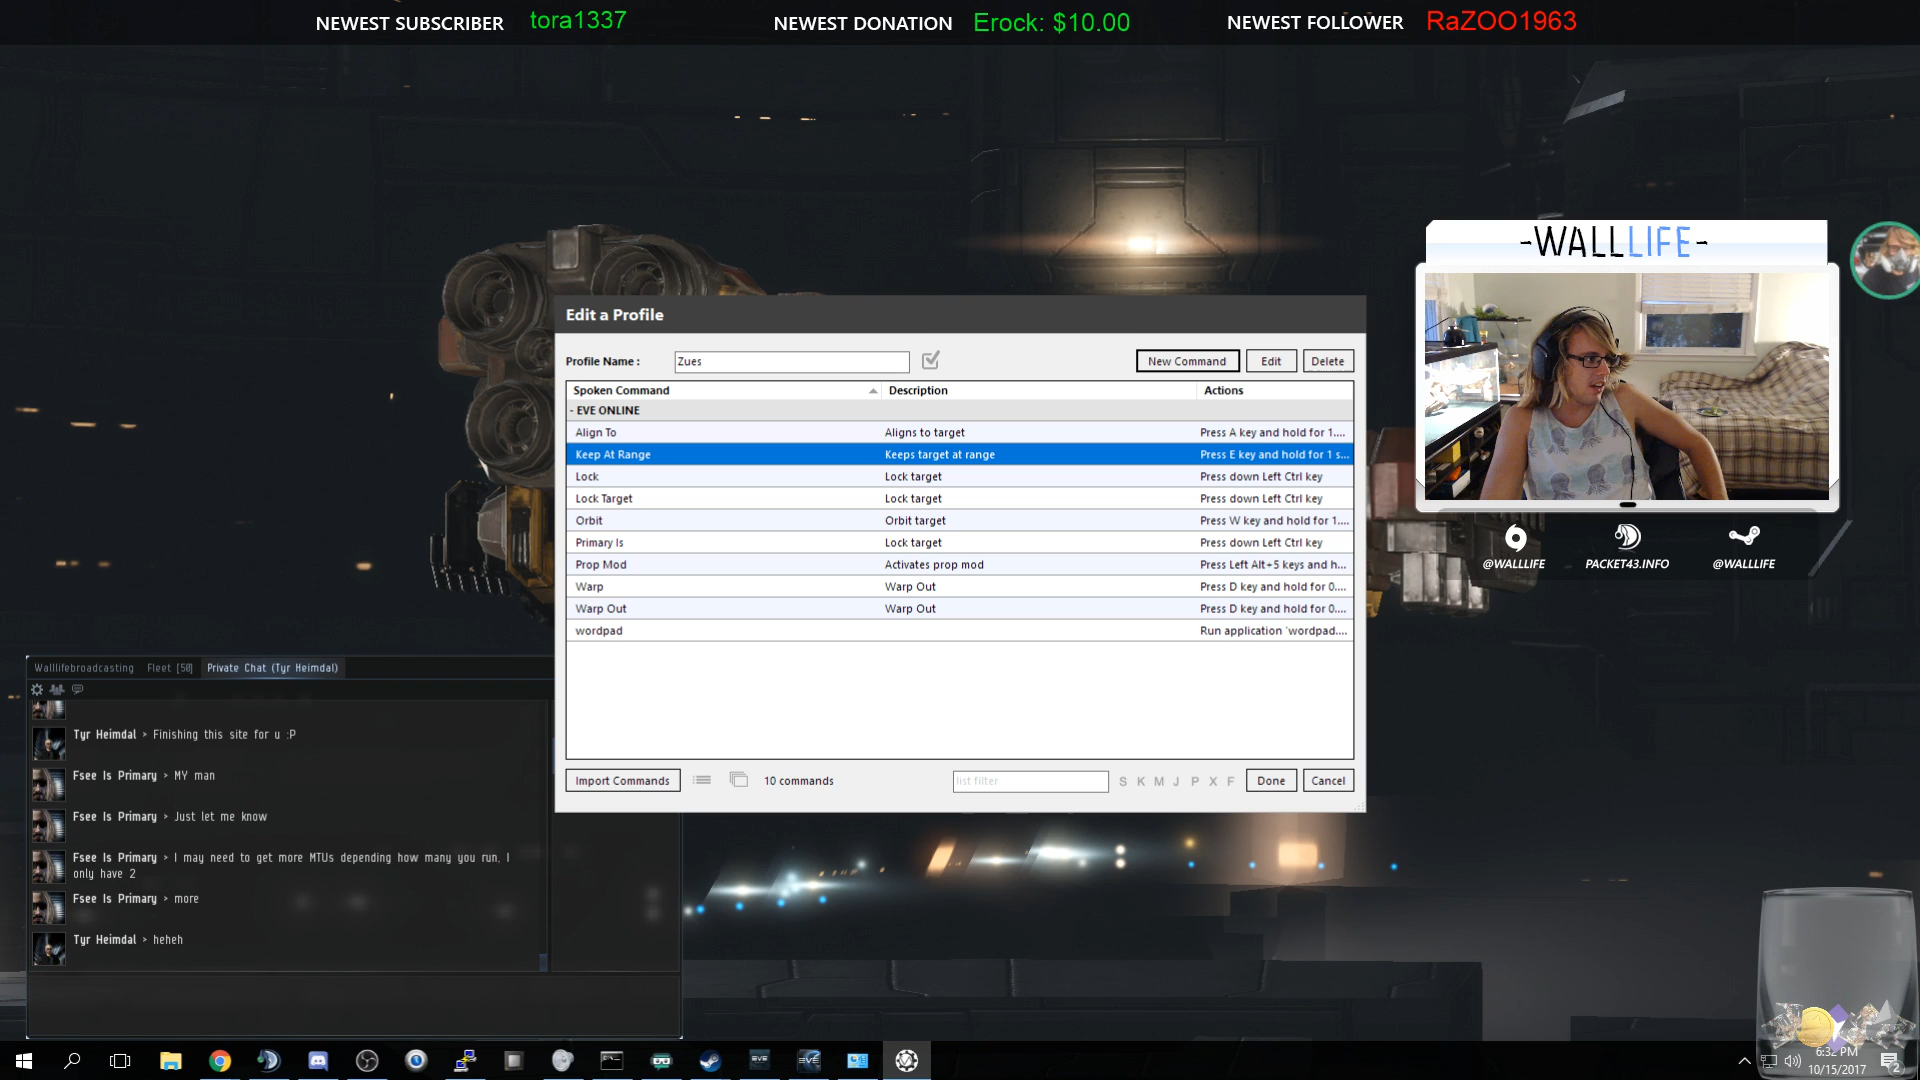 NEWEST SUBSCRIBER tora1337
NEWEST DONATION Erock: $10.00
NEWEST FOLLOWER RaZOO1963
-WALLLIFE-
@WALLLIFE
PACKET43.INFO
@WALLLIFE
Edit a Profile
Profile Name : Zues
New Command Edit Delete
Spoken Command Description Actions
- EVE ONLINE
Align To Aligns to target Press A key and hold for 1....
Keep At Range Keeps target at range Press E key and hold for 1 s...
Lock Lock target Press down Left Ctrl key
Lock Target Lock target Press down Left Ctrl key
Orbit Orbit target Press W key and hold for 1....
Primary Is Lock target Press down Left Ctrl key
Prop Mod Activates prop mod Press Left Alt+5 keys and h...
Warp Warp Out Press D key and hold for 0....
Warp Out Warp Out Press D key and hold for 0....
wordpad Run application 'wordpad....
Import Commands 10 commands list filter S K M J P X F Done Cancel
Walllifebroadcasting Fleet [50] Private Chat (Tyr Heimdal)
Tyr Heimdal > Finishing this site for u :P
Fsee Is Primary > MY man
Fsee Is Primary > Just let me know
Fsee Is Primary > I may need to get more MTUs depending how many you run, I
only have 2
Fsee Is Primary > more
Tyr Heimdal > heheh
EVE
EVE
6:32 PM
10/15/2017
2